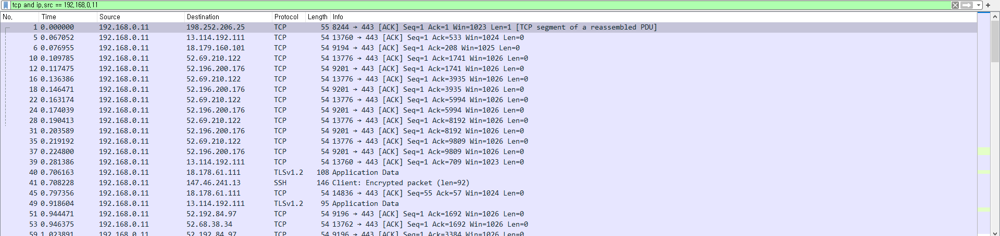 tcp and ip.src == 192.168.0.11
No. Time Source Destination Protocol Length Info
1 0.000000 192.168.0.11 198.252.206.25 TCP 55 8244 → 443 [ACK] Seq=1 Ack=1 Win=1023 Len=1 [TCP segment of a reassembled PDU]
5 0.067052 192.168.0.11 13.114.192.111 TCP 54 13760 → 443 [ACK] Seq=1 Ack=533 Win=1024 Len=0
6 0.076955 192.168.0.11 18.179.160.101 TCP 54 9194 → 443 [ACK] Seq=1 Ack=208 Win=1025 Len=0
10 0.109785 192.168.0.11 52.69.210.122 TCP 54 13776 → 443 [ACK] Seq=1 Ack=1741 Win=1026 Len=0
12 0.117475 192.168.0.11 52.196.200.176 TCP 54 9201 → 443 [ACK] Seq=1 Ack=1741 Win=1026 Len=0
16 0.136386 192.168.0.11 52.69.210.122 TCP 54 13776 → 443 [ACK] Seq=1 Ack=3935 Win=1026 Len=0
18 0.146471 192.168.0.11 52.196.200.176 TCP 54 9201 → 443 [ACK] Seq=1 Ack=3935 Win=1026 Len=0
22 0.163174 192.168.0.11 52.69.210.122 TCP 54 13776 → 443 [ACK] Seq=1 Ack=5994 Win=1026 Len=0
24 0.174039 192.168.0.11 52.196.200.176 TCP 54 9201 → 443 [ACK] Seq=1 Ack=5994 Win=1026 Len=0
28 0.190413 192.168.0.11 52.69.210.122 TCP 54 13776 → 443 [ACK] Seq=1 Ack=8192 Win=1026 Len=0
31 0.203589 192.168.0.11 52.196.200.176 TCP 54 9201 → 443 [ACK] Seq=1 Ack=8192 Win=1026 Len=0
35 0.219192 192.168.0.11 52.69.210.122 TCP 54 13776 → 443 [ACK] Seq=1 Ack=9809 Win=1026 Len=0
37 0.224800 192.168.0.11 52.196.200.176 TCP 54 9201 → 443 [ACK] Seq=1 Ack=9809 Win=1026 Len=0
39 0.281386 192.168.0.11 13.114.192.111 TCP 54 13760 → 443 [ACK] Seq=1 Ack=709 Win=1023 Len=0
40 0.706163 192.168.0.11 18.178.61.111 TLSv1.2 108 Application Data
41 0.708228 192.168.0.11 147.46.241.13 SSH 146 Client: Encrypted packet (len=92)
45 0.797356 192.168.0.11 18.178.61.111 TCP 54 14836 → 443 [ACK] Seq=55 Ack=57 Win=1024 Len=0
49 0.918604 192.168.0.11 13.114.192.111 TLSv1.2 95 Application Data
51 0.944471 192.168.0.11 52.192.84.97 TCP 54 9196 → 443 [ACK] Seq=1 Ack=1692 Win=1026 Len=0
53 0.946375 192.168.0.11 52.68.38.34 TCP 54 13762 → 443 [ACK] Seq=1 Ack=1692 Win=1026 Len=0
59 1.023891 192.168.0.11 52.192.84.97 TCP 54 9196 → 443 [ACK] Seq=1 Ack=3384 Win=1026 Len=0